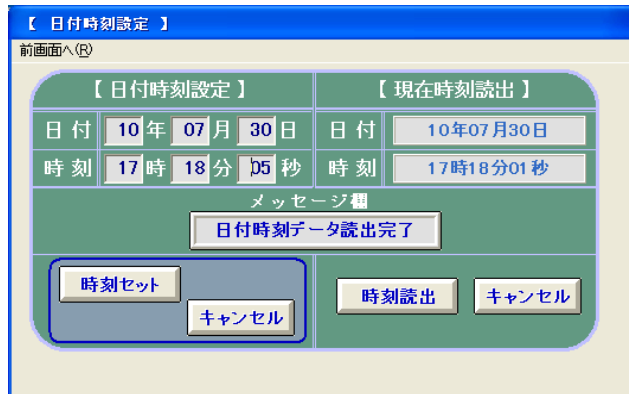 【 日付時刻設定 】
前画面へ(R)
【 日付時刻設定 】 【 現在時刻読出 】
日 付 10 年 07 月 30 日 日 付 10年07月30日
時 刻 17 時 18 分 05 秒 時 刻 17時18分01秒
メッセージ欄
日付時刻データ読出完了
時刻セット キャンセル 時刻読出 キャンセル